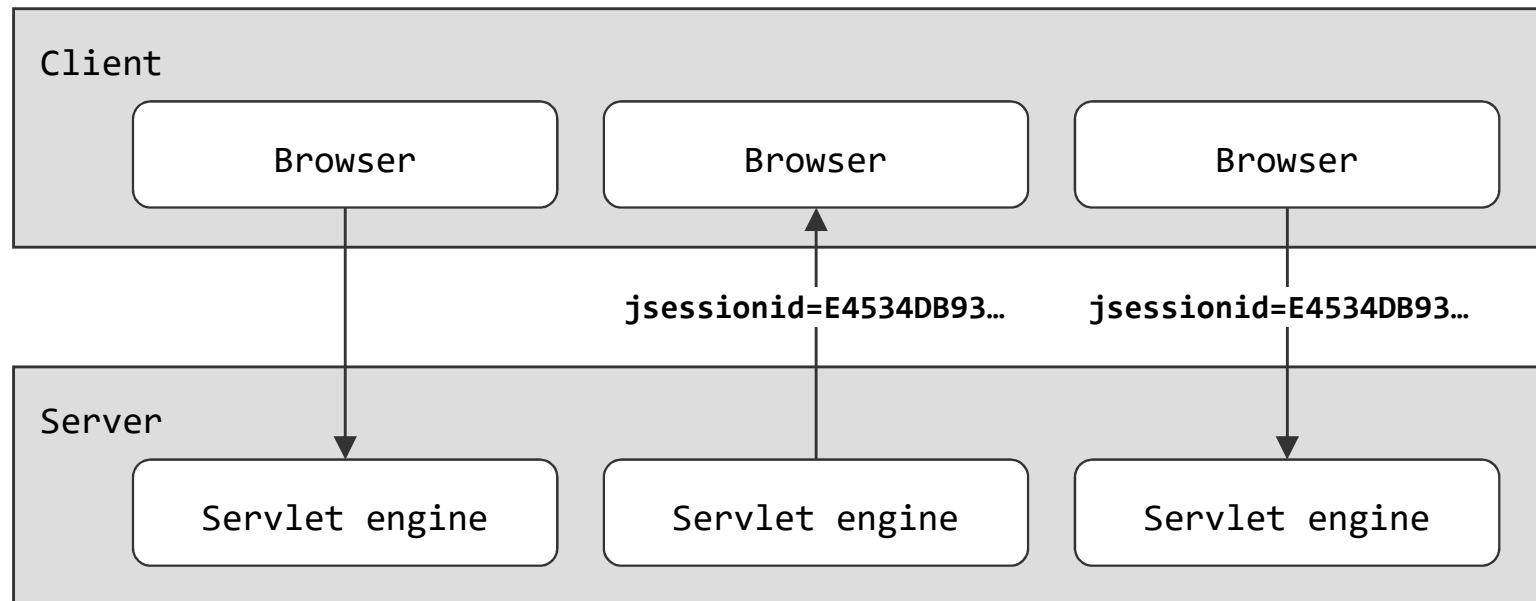 Client
Browser Browser Browser
jsessionid=E4534DB93… jsessionid=E4534DB93…
Server
Servlet engine Servlet engine Servlet engine